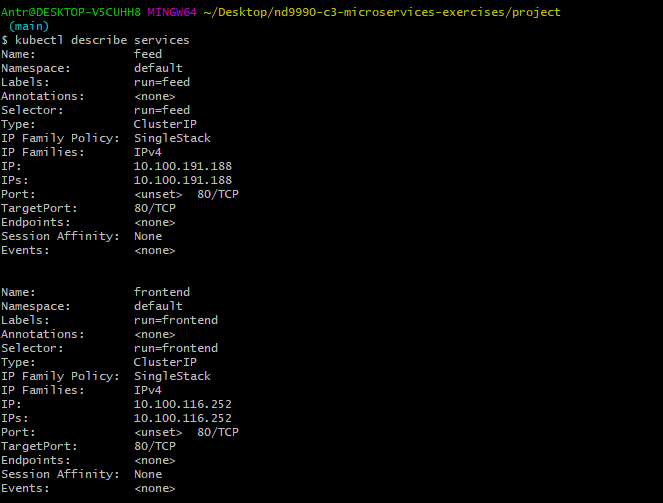 Antr@DESKTOP-V5CUHH8 MINGW64 ~/Desktop/nd9990-c3-microservices-exercises/project
(main)
$ kubectl describe services
Name:              feed
Namespace:         default
Labels:            run=feed
Annotations:       <none>
Selector:          run=feed
Type:              ClusterIP
IP Family Policy:  SingleStack
IP Families:       IPv4
IP:                10.100.191.188
IPs:               10.100.191.188
Port:              <unset>  80/TCP
TargetPort:        80/TCP
Endpoints:         <none>
Session Affinity:  None
Events:            <none>
Name:              frontend
Namespace:         default
Labels:            run=frontend
Annotations:       <none>
Selector:          run=frontend
Type:              ClusterIP
IP Family Policy:  SingleStack
IP Families:       IPv4
IP:                10.100.116.252
IPs:               10.100.116.252
Port:              <unset>  80/TCP
TargetPort:        80/TCP
Endpoints:         <none>
Session Affinity:  None
Events:            <none>